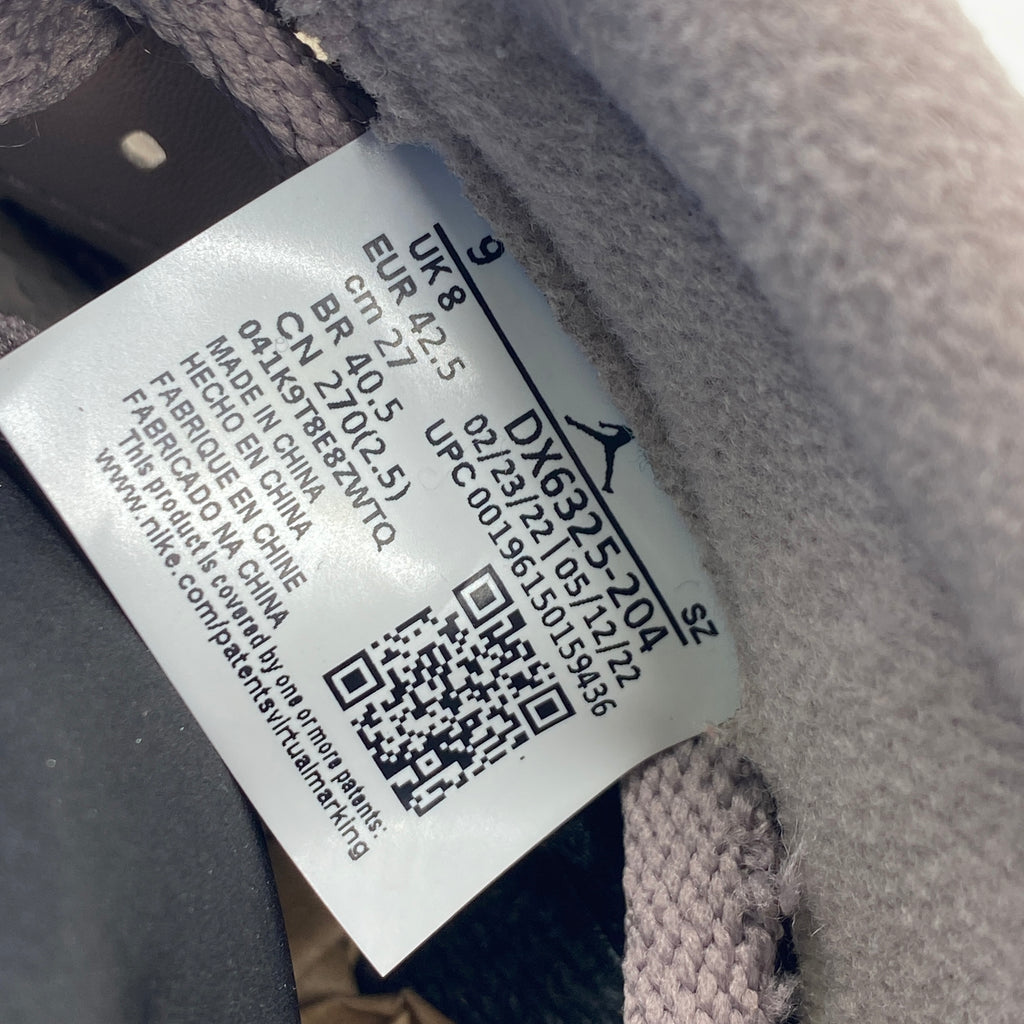 9
UK 8
EUR 42.5
cm 27
BR 40.5
CN 270(2.5)
041K9T8E8ZWTQ
MADE IN CHINA
HECHO EN CHINA
FABRIQUE EN CHINE
FABRICADO NA CHINA
This product is covered by one or more patents:
www.nike.com/patentsvirtualmarking
SZ
DX6325-204
02/23/22 | 05/12/22
UPC 00196150159436